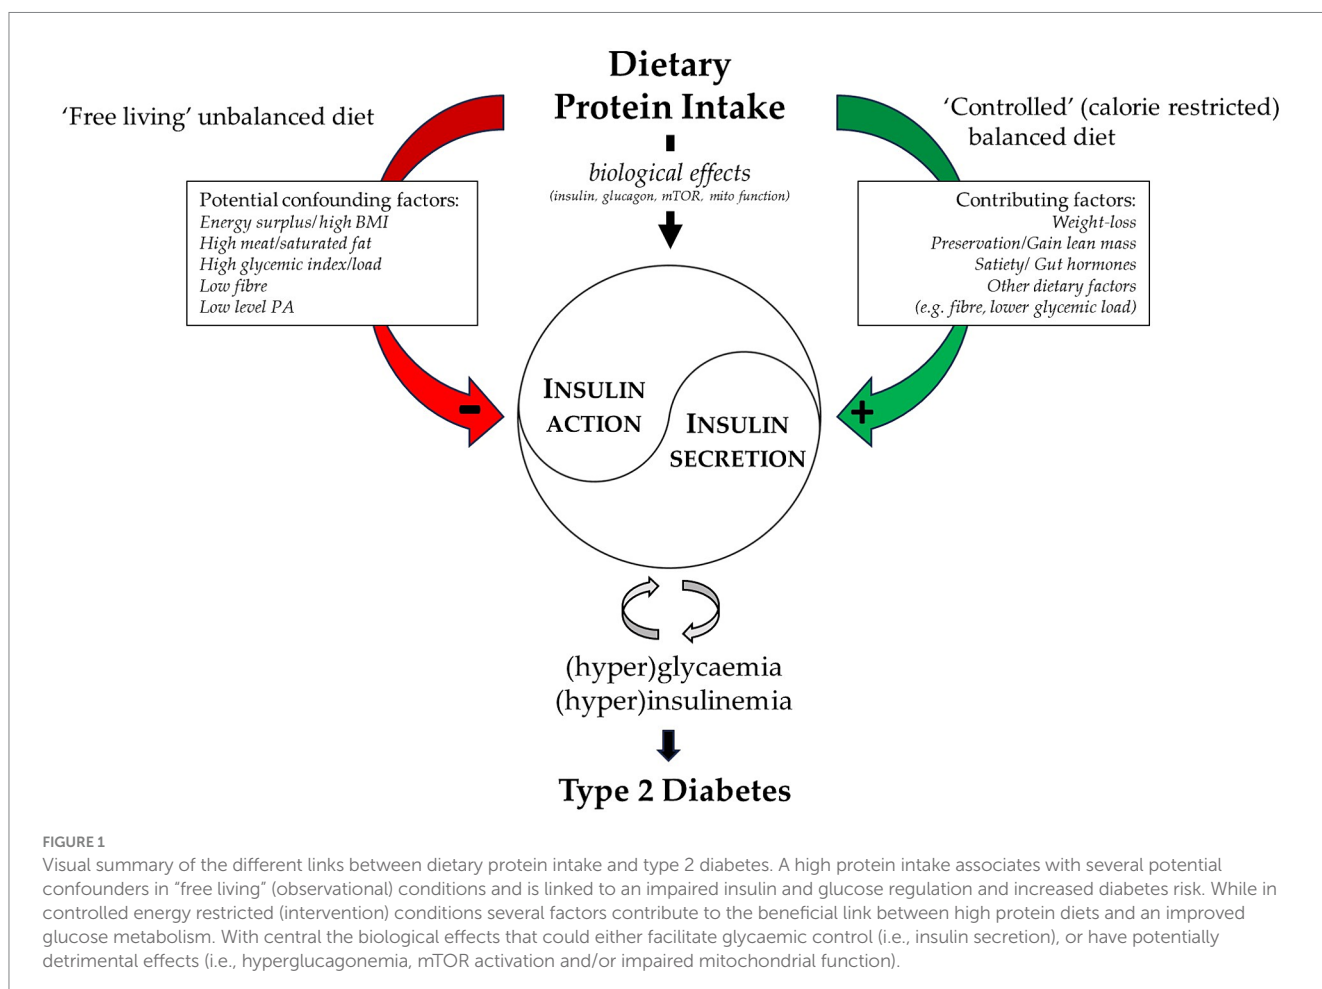 Dietary
Protein Intake
'Free living' unbalanced diet
'Controlled' (calorie restricted)
balanced diet
biological effects
(insulin, glucagon, mTOR, mito function)
Potential confounding factors:
Energy surplus/high BMI
High meat/saturated fat
High glycemic index/load
Low fibre
Low level PA
Contributing factors:
Weight-loss
Preservation/Gain lean mass
Satiety/ Gut hormones
Other dietary factors
(e.g. fibre, lower glycemic load)
-
+
INSULIN
ACTION
INSULIN
SECRETION
(hyper)glycaemia
(hyper)insulinemia
Type 2 Diabetes
FIGURE 1
Visual summary of the different links between dietary protein intake and type 2 diabetes. A high protein intake associates with several potential
confounders in “free living” (observational) conditions and is linked to an impaired insulin and glucose regulation and increased diabetes risk. While in
controlled energy restricted (intervention) conditions several factors contribute to the beneficial link between high protein diets and an improved
glucose metabolism. With central the biological effects that could either facilitate glycaemic control (i.e., insulin secretion), or have potentially
detrimental effects (i.e., hyperglucagonemia, mTOR activation and/or impaired mitochondrial function).